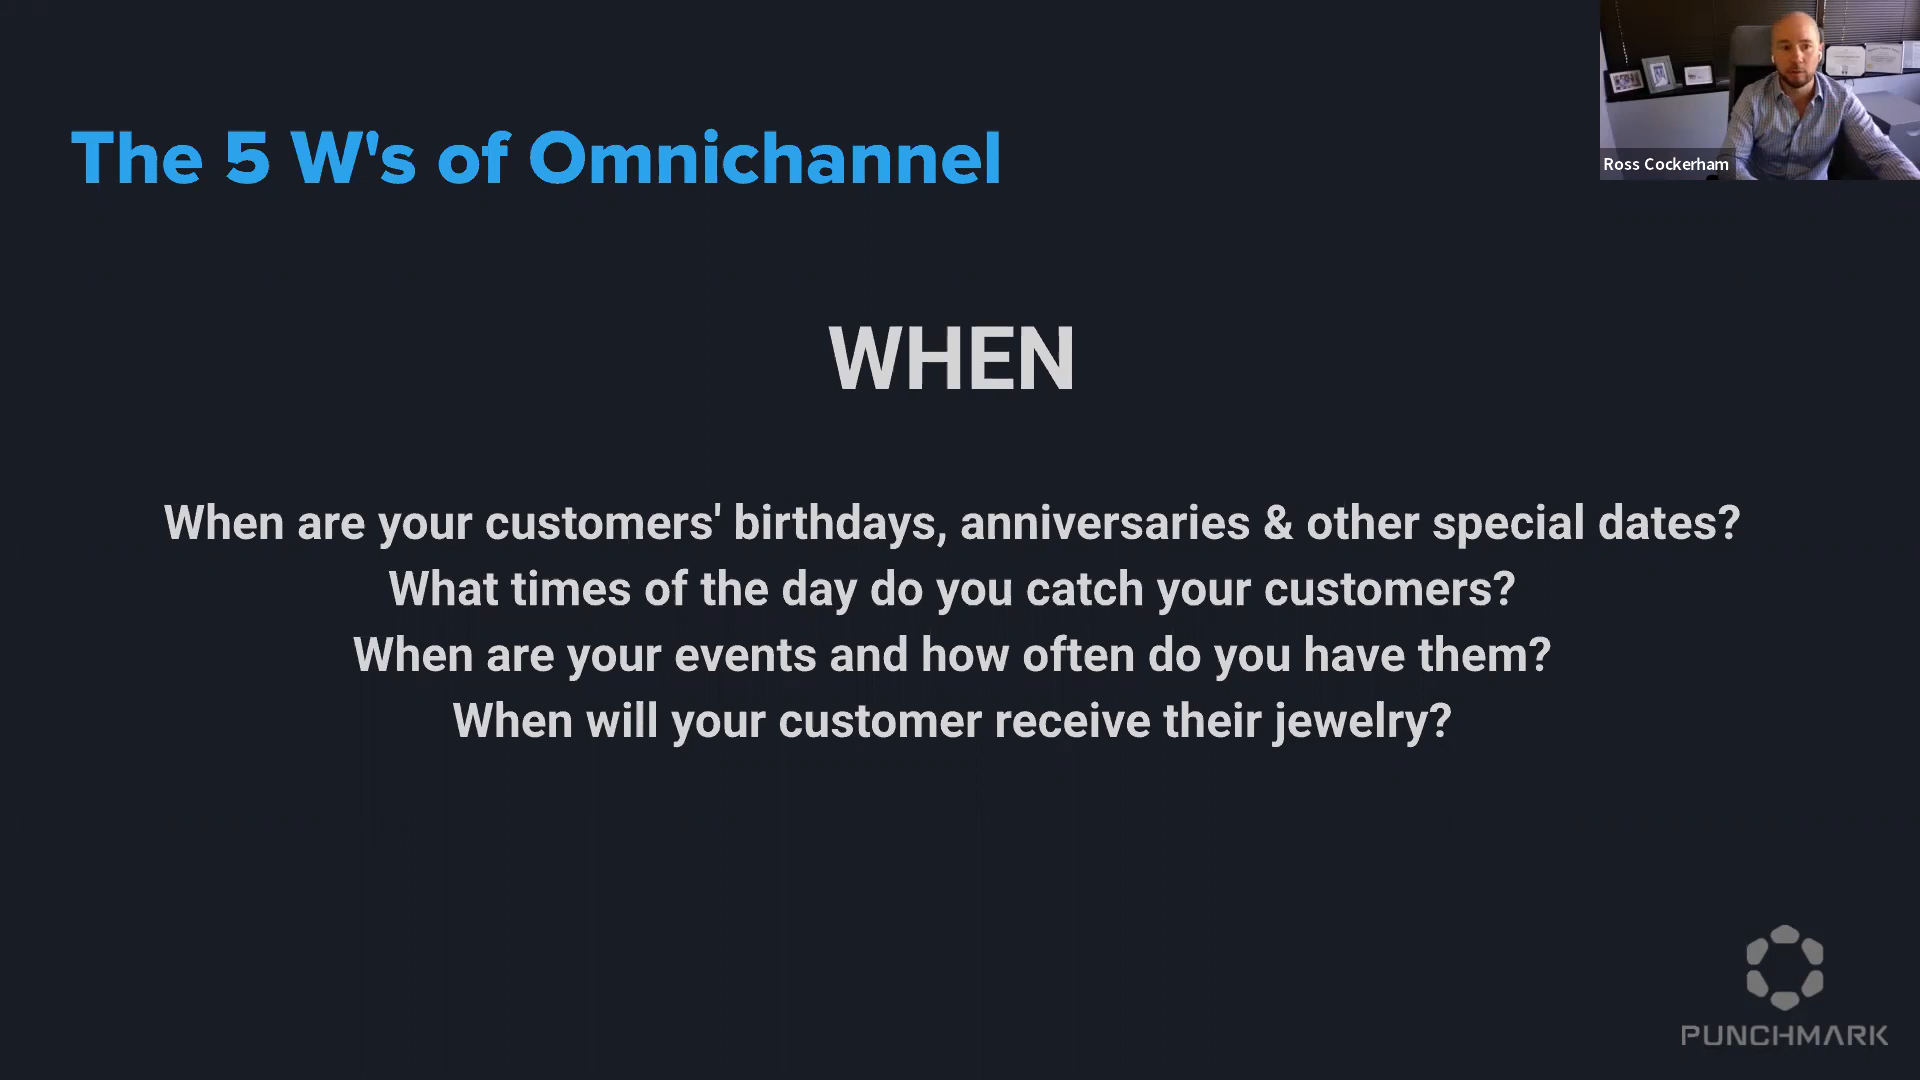 The 5 W's of Omnichannel
Ross Cockerham
WHEN
When are your customers' birthdays, anniversaries & other special dates?
What times of the day do you catch your customers?
When are your events and how often do you have them?
When will your customer receive their jewelry?
PUNCHMARK